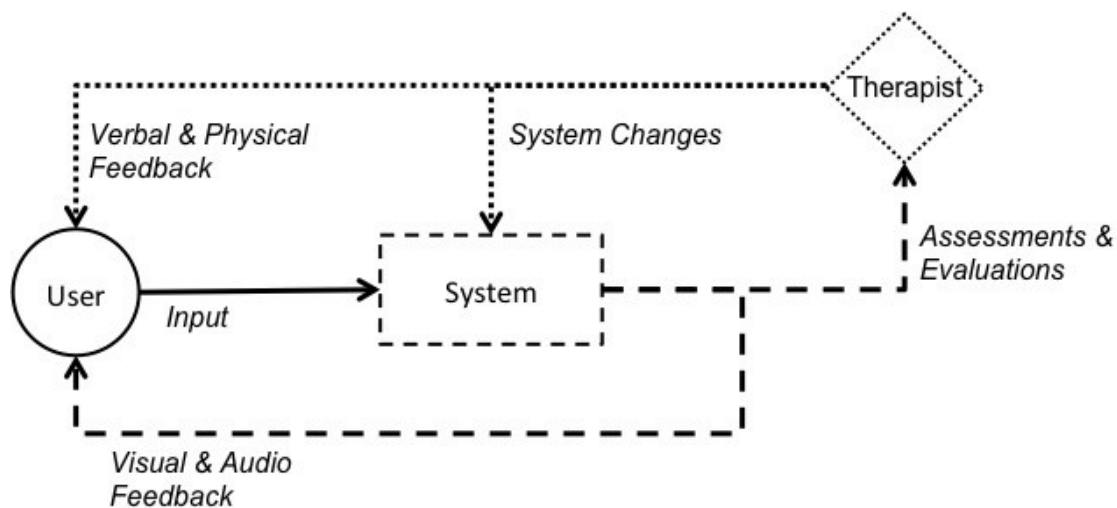 Therapist
Verbal & Physical
Feedback
System Changes
Assessments &
Evaluations
User
System
Input
Visual & Audio
Feedback